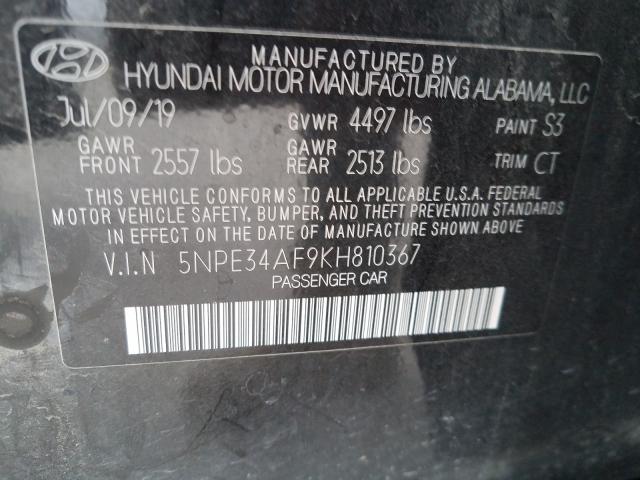 MANUFACTURED BY
HYUNDAI MOTOR MANUFACTURING ALABAMA, LLC
Jul/09/19 GVWR 4497 lbs PAINT S3
GAWR FRONT 2557 lbs GAWR REAR 2513 lbs TRIM CT
THIS VEHICLE CONFORMS TO ALL APPLICABLE U.S.A. FEDERAL
MOTOR VEHICLE SAFETY, BUMPER, AND THEFT PREVENTION STANDARDS
IN EFFECT ON THE DATE OF MANUFACTURE SHOWN ABOVE.
V.I.N 5NPE34AF9KH810367
PASSENGER CAR